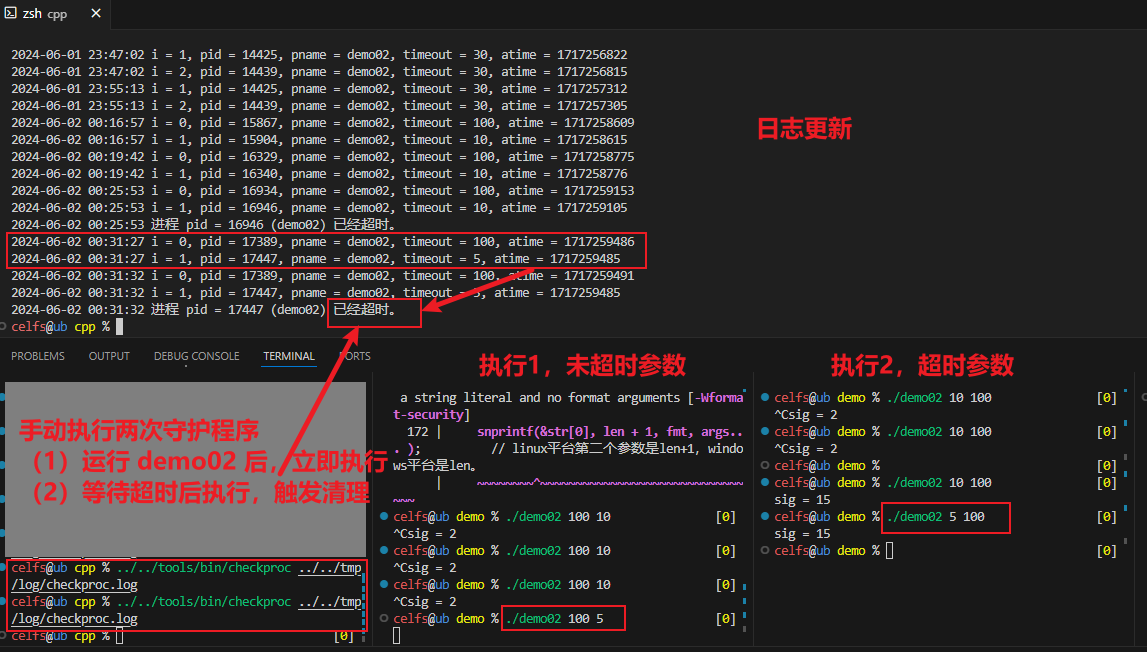 zsh cpp
2024-06-01 23:47:02 i = 1, pid = 14425, pname = demo02, timeout = 30, atime = 1717256822
2024-06-01 23:47:02 i = 2, pid = 14439, pname = demo02, timeout = 30, atime = 1717256815
2024-06-01 23:55:13 i = 1, pid = 14425, pname = demo02, timeout = 30, atime = 1717257312
2024-06-01 23:55:13 i = 2, pid = 14439, pname = demo02, timeout = 30, atime = 1717257305
2024-06-02 00:16:57 i = 0, pid = 15867, pname = demo02, timeout = 100, atime = 1717258609
2024-06-02 00:16:57 i = 1, pid = 15904, pname = demo02, timeout = 10, atime = 1717258615
2024-06-02 00:19:42 i = 0, pid = 16329, pname = demo02, timeout = 100, atime = 1717258775
2024-06-02 00:19:42 i = 1, pid = 16340, pname = demo02, timeout = 10, atime = 1717258776
2024-06-02 00:25:53 i = 0, pid = 16934, pname = demo02, timeout = 100, atime = 1717259153
2024-06-02 00:25:53 i = 1, pid = 16946, pname = demo02, timeout = 10, atime = 1717259105
2024-06-02 00:25:53 进程 pid = 16946 (demo02) 已经超时。
2024-06-02 00:31:27 i = 0, pid = 17389, pname = demo02, timeout = 100, atime = 1717259486
2024-06-02 00:31:27 i = 1, pid = 17447, pname = demo02, timeout = 5, atime = 1717259485
2024-06-02 00:31:32 i = 0, pid = 17389, pname = demo02, timeout = 100, atime = 1717259491
2024-06-02 00:31:32 i = 1, pid = 17447, pname = demo02, timeout = 5, atime = 1717259485
2024-06-02 00:31:32 进程 pid = 17447 (demo02) 已经超时。
celfs@ub cpp %
日志更新
PROBLEMS OUTPUT DEBUG CONSOLE TERMINAL PORTS
手动执行两次守护程序
（1）运行 demo02 后，立即执行
（2）等待超时后执行，触发清理
celfs@ub cpp % ../../tools/bin/checkproc ../../tmp
/log/checkproc.log
celfs@ub cpp % ../../tools/bin/checkproc ../../tmp
/log/checkproc.log
celfs@ub cpp % [0]
执行1，未超时参数
a string literal and no format arguments [-Wforma
t-security]
172 | snprintf(&str[0], len + 1, fmt, args..
. ); // linux平台第二个参数是len+1, windo
ws平台是len。
| ~~~~~~~~~^~~~~~~~~~~~~~~~~~~~~~~~~~~~~~~~
~~~
celfs@ub demo % ./demo02 100 10 [0]
^Csig = 2
celfs@ub demo % ./demo02 100 10 [0]
^Csig = 2
celfs@ub demo % ./demo02 100 10 [0]
^Csig = 2
celfs@ub demo % ./demo02 100 5 [0]
执行2，超时参数
celfs@ub demo % ./demo02 10 100 [0]
^Csig = 2
celfs@ub demo % ./demo02 10 100 [0]
^Csig = 2
celfs@ub demo % [0]
celfs@ub demo % ./demo02 10 100 [0]
sig = 15
celfs@ub demo % ./demo02 5 100 [0]
sig = 15
celfs@ub demo % [0]